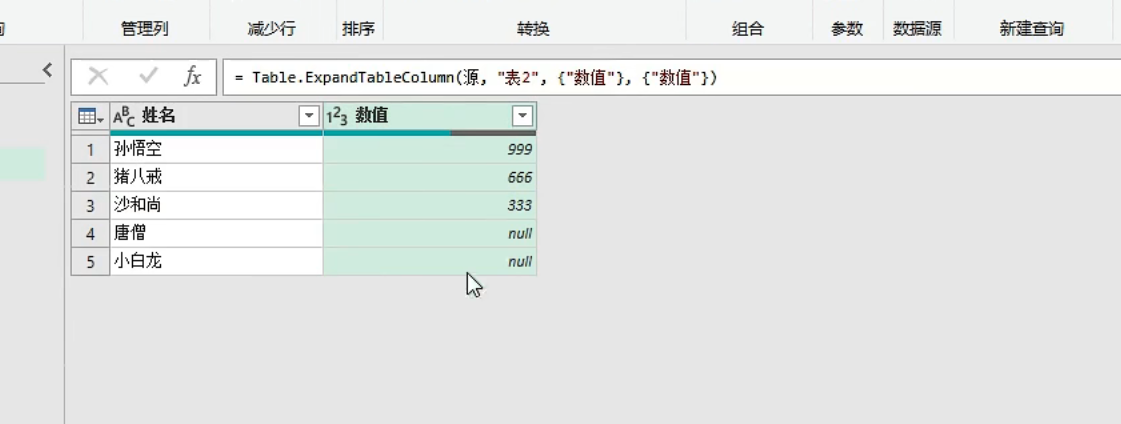 管理列 减少行 排序 转换 组合 参数 数据源 新建查询
fx = Table.ExpandTableColumn(源, "表2", {"数值"}, {"数值"})
ABC 姓名 123 数值
1 孙悟空 999
2 猪八戒 666
3 沙和尚 333
4 唐僧 null
5 小白龙 null